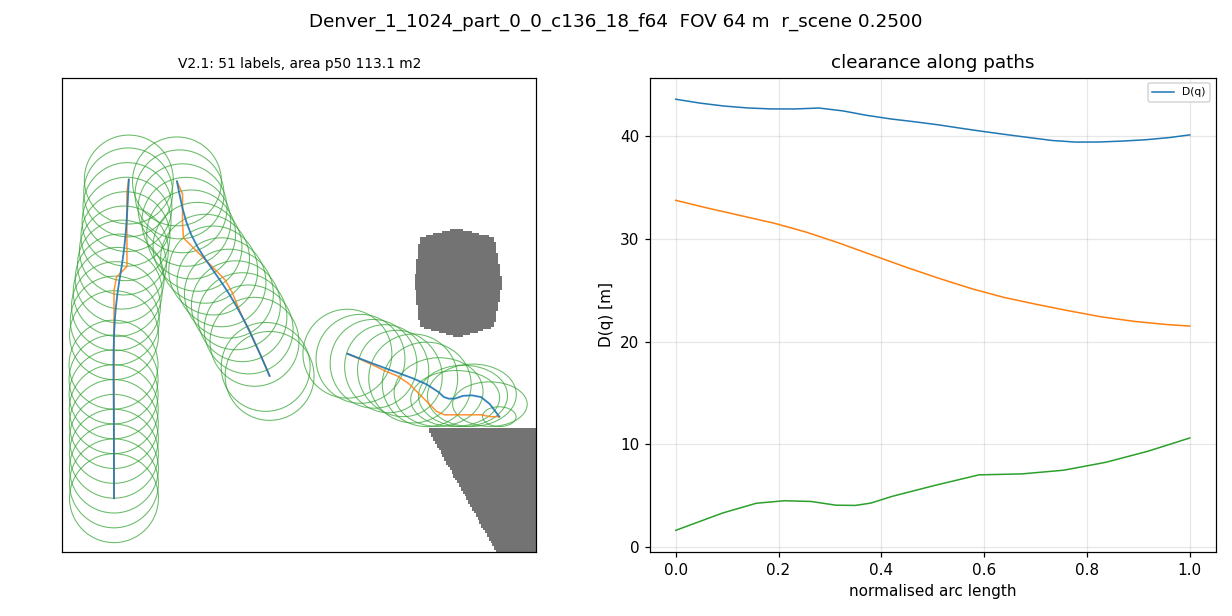 Denver_1_1024_part_0_0_c136_18_f64 FOV 64 m r_scene 0.2500
V2.1: 51 labels, area p50 113.1 m2
clearance along paths
D(q)
D(q) [m]
40
30
20
10
0
0.0 0.2 0.4 0.6 0.8 1.0
normalised arc length